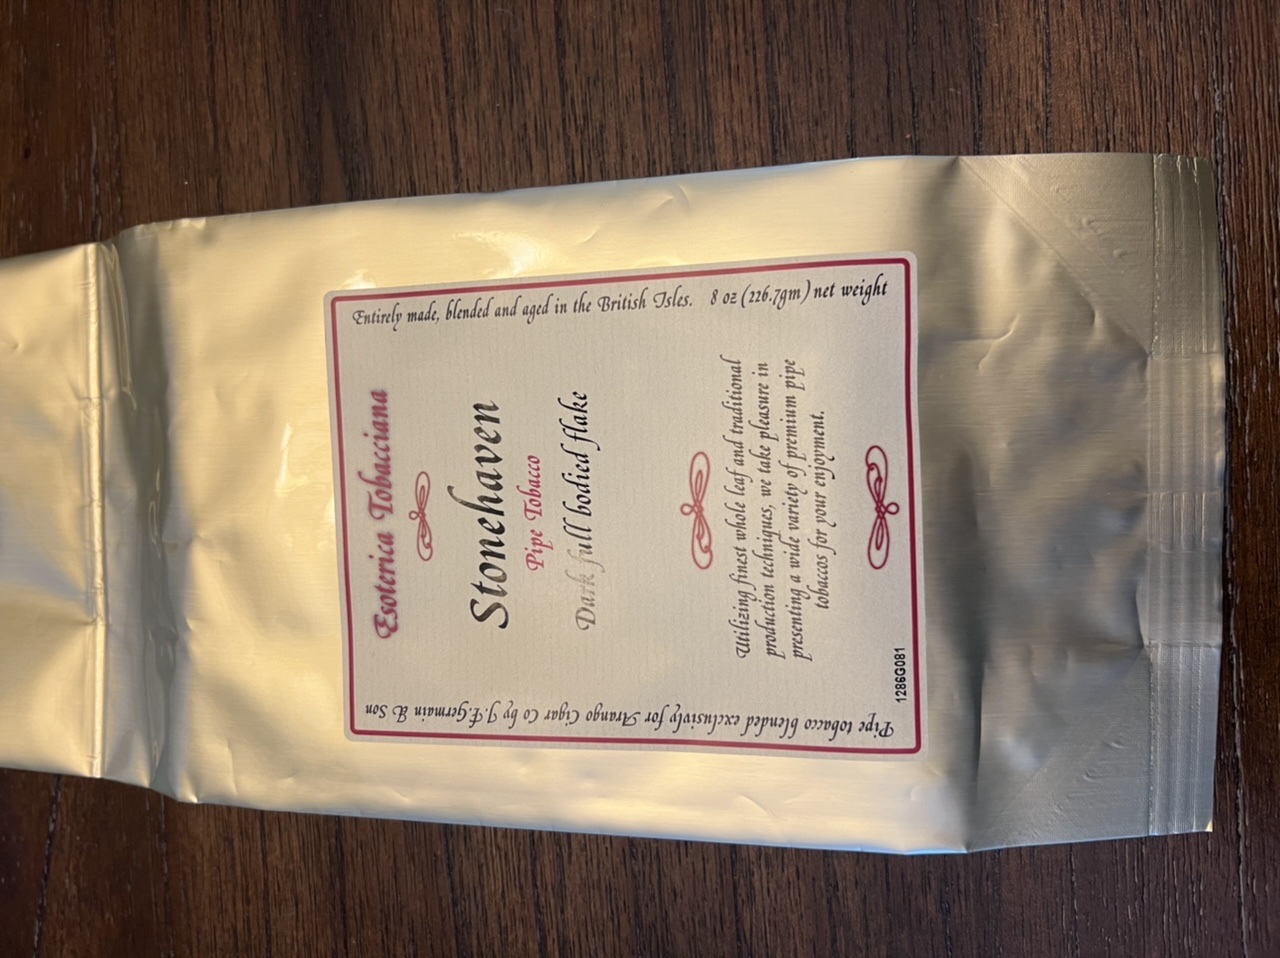 Esoterica Tobacciana
Stonehaven
Pipe Tobacco
Dark full bodied flake
Utilizing finest whole leaf and traditional
production techniques, we take pleasure in
presenting a wide variety of premium pipe
tobaccos for your enjoyment.
Entirely made, blended and aged in the British Isles. 8 oz (226.7gm) net weight
Pipe tobacco blended exclusively for Arango Cigar Co by J.F.germain & Son
1286G081